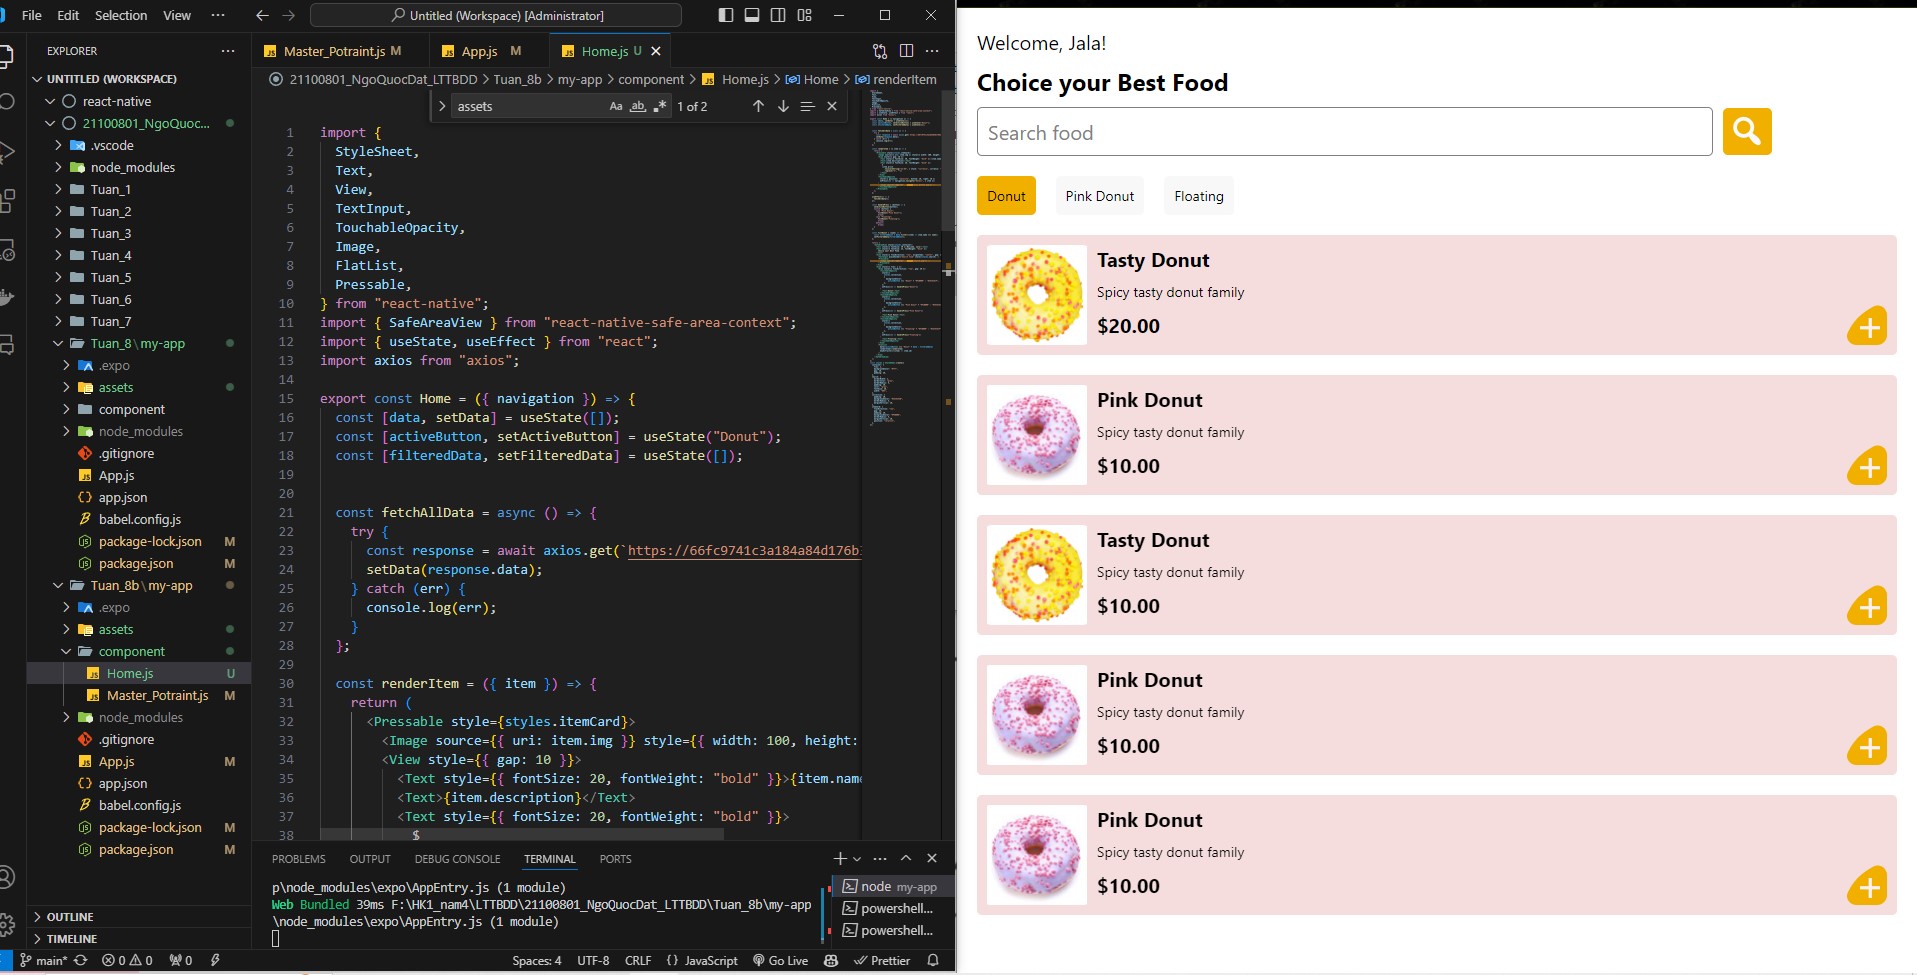 File Edit Selection View ··· Untitled (Workspace) [Administrator]
EXPLORER ···
UNTITLED (WORKSPACE)
react-native
21100801_NgoQuoc...
.vscode
node_modules
Tuan_1
Tuan_2
Tuan_3
Tuan_4
Tuan_5
Tuan_6
Tuan_7
Tuan_8\my-app
.expo
assets
component
node_modules
.gitignore
App.js
app.json
babel.config.js
package-lock.json M
package.json M
Tuan_8b\my-app
.expo
assets
component
Home.js U
Master_Potraint.js M
node_modules
.gitignore
App.js M
app.json
babel.config.js
package-lock.json M
package.json M
OUTLINE
TIMELINE
Master_Potraint.js M App.js M Home.js U
21100801_NgoQuocDat_LTTBDD > Tuan_8b > my-app > component > Home.js > Home > renderItem
assets Aa ab 1 of 2
1 import {
2 StyleSheet,
3 Text,
4 View,
5 TextInput,
6 TouchableOpacity,
7 Image,
8 FlatList,
9 Pressable,
10 } from "react-native";
11 import { SafeAreaView } from "react-native-safe-area-context";
12 import { useState, useEffect } from "react";
13 import axios from "axios";
14
15 export const Home = ({ navigation }) => {
16 const [data, setData] = useState([]);
17 const [activeButton, setActiveButton] = useState("Donut");
18 const [filteredData, setFilteredData] = useState([]);
19
20
21 const fetchAllData = async () => {
22 try {
23 const response = await axios.get(`https://66fc9741c3a184a84d176b
24 setData(response.data);
25 } catch (err) {
26 console.log(err);
27 }
28 };
29
30 const renderItem = ({ item }) => {
31 return (
32 <Pressable style={styles.itemCard}>
33 <Image source={{ uri: item.img }} style={{ width: 100, height:
34 <View style={{ gap: 10 }}>
35 <Text style={{ fontSize: 20, fontWeight: "bold" }}>{item.name
36 <Text>{item.description}</Text>
37 <Text style={{ fontSize: 20, fontWeight: "bold" }}>
38 $
PROBLEMS OUTPUT DEBUG CONSOLE TERMINAL PORTS
p\node_modules\expo\AppEntry.js (1 module)
Web Bundled 39ms F:\HK1_nam4\LTTBDD\21100801_NgoQuocDat_LTTBDD\Tuan_8b\my-app
\node_modules\expo\AppEntry.js (1 module)
node my-app
powershell...
powershell...
main* 0 0 0 Spaces: 4 UTF-8 CRLF {} JavaScript Go Live Prettier
Welcome, Jala!
Choice your Best Food
Search food
Donut Pink Donut Floating
Tasty Donut
Spicy tasty donut family
$20.00
Pink Donut
Spicy tasty donut family
$10.00
Tasty Donut
Spicy tasty donut family
$10.00
Pink Donut
Spicy tasty donut family
$10.00
Pink Donut
Spicy tasty donut family
$10.00